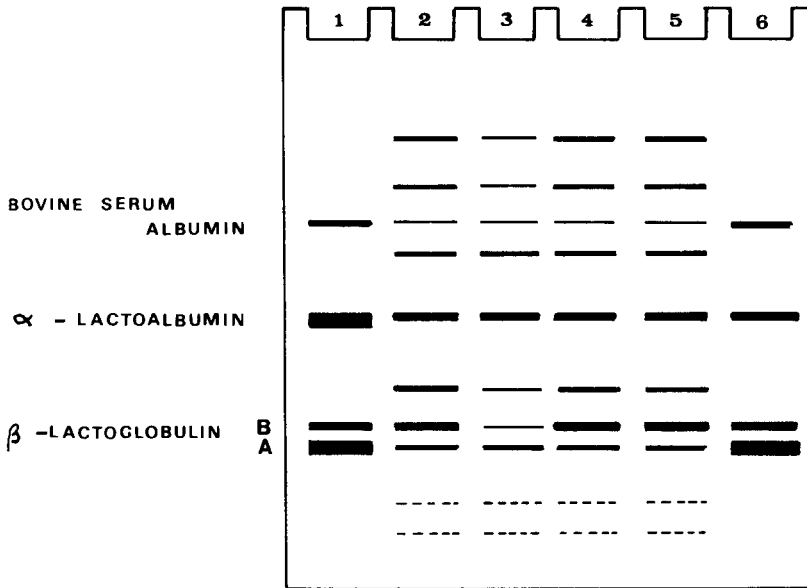 1 2 3 4 5 6
BOVINE SERUM
ALBUMIN
α - LACTOALBUMIN
β -LACTOGLOBULIN B
A